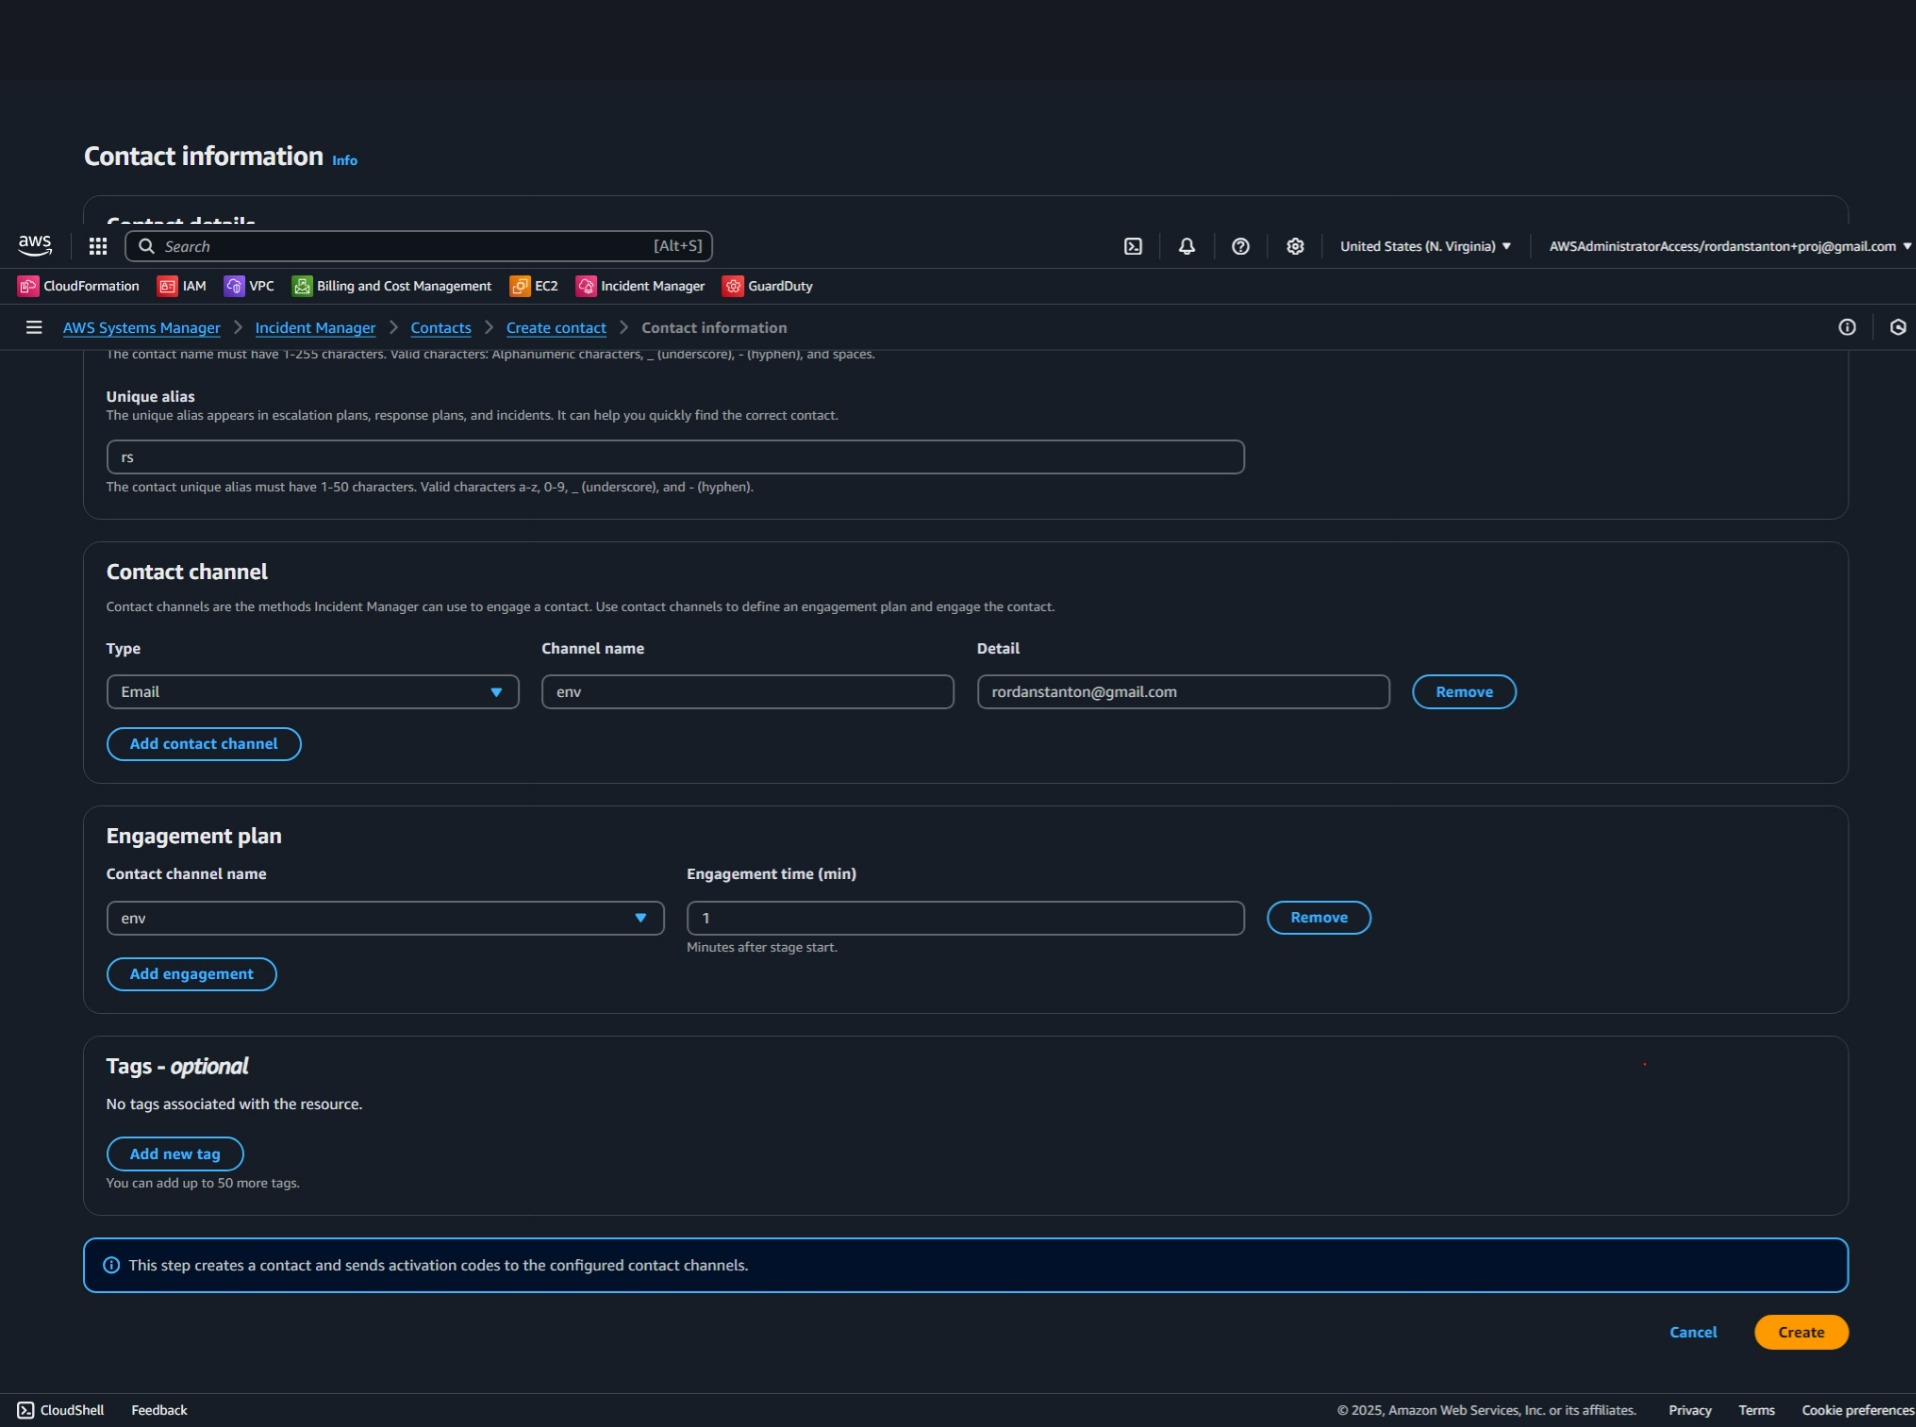 Contact information Info
Contact details
aws Search [Alt+S] United States (N. Virginia) AWSAdministratorAccess/rordanstanton+proj@gmail.com
CloudFormation IAM VPC Billing and Cost Management EC2 Incident Manager GuardDuty
AWS Systems Manager Incident Manager Contacts Create contact Contact information
The contact name must have 1-255 characters. Valid characters: Alphanumeric characters, _ (underscore), - (hyphen), and spaces.
Unique alias
The unique alias appears in escalation plans, response plans, and incidents. It can help you quickly find the correct contact.
rs
The contact unique alias must have 1-50 characters. Valid characters a-z, 0-9, _ (underscore), and - (hyphen).
Contact channel
Contact channels are the methods Incident Manager can use to engage a contact. Use contact channels to define an engagement plan and engage the contact.
Type Channel name Detail
Email env rordanstanton@gmail.com Remove
Add contact channel
Engagement plan
Contact channel name Engagement time (min)
env 1 Remove
Minutes after stage start.
Add engagement
Tags - optional
No tags associated with the resource.
Add new tag
You can add up to 50 more tags.
This step creates a contact and sends activation codes to the configured contact channels.
Cancel Create
CloudShell Feedback © 2025, Amazon Web Services, Inc. or its affiliates. Privacy Terms Cookie preferences